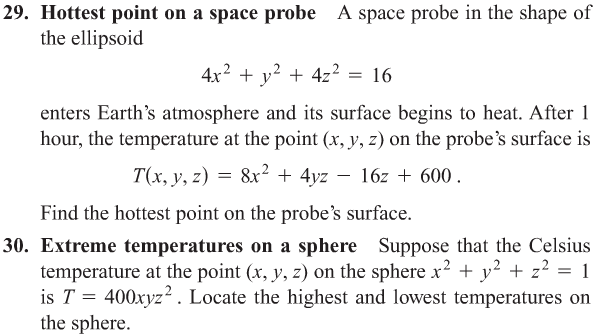 29. Hottest point on a space probe A space probe in the shape of
the ellipsoid
4x² + y² + 4z² = 16
enters Earth’s atmosphere and its surface begins to heat. After 1
hour, the temperature at the point (x, y, z) on the probe’s surface is
T(x, y, z) = 8x² + 4yz − 16z + 600 .
Find the hottest point on the probe’s surface.
30. Extreme temperatures on a sphere Suppose that the Celsius
temperature at the point (x, y, z) on the sphere x² + y² + z² = 1
is T = 400xyz² . Locate the highest and lowest temperatures on
the sphere.